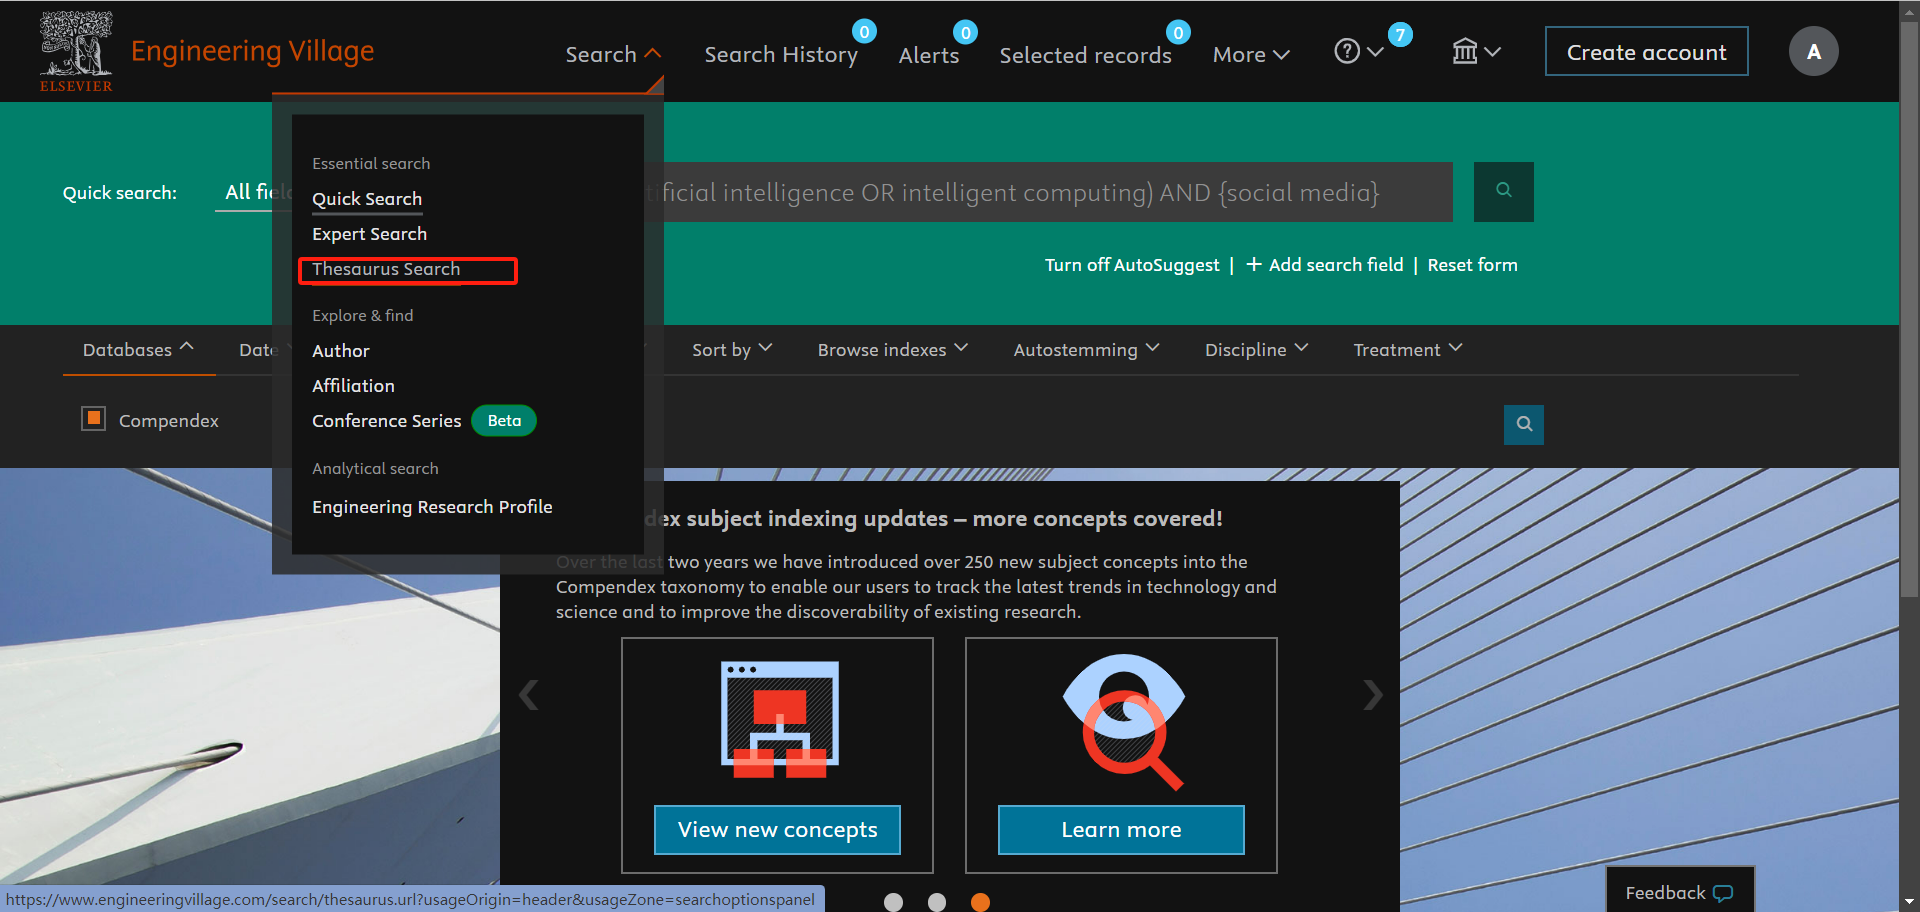 Engineering Village
ELSEVIER
Search
Search History
0
Alerts
0
Selected records
0
More
?
7
Create account
A
Essential search
Quick Search
Expert Search
Thesaurus Search
Explore & find
Author
Affiliation
Conference Series Beta
Analytical search
Engineering Research Profile
Quick search:
All fiel
tificial intelligence OR intelligent computing) AND {social media}
Turn off AutoSuggest | + Add search field | Reset form
Databases
Date
Sort by
Browse indexes
Autostemming
Discipline
Treatment
Compendex
dex subject indexing updates – more concepts covered!
Over the last two years we have introduced over 250 new subject concepts into the
Compendex taxonomy to enable our users to track the latest trends in technology and
science and to improve the discoverability of existing research.
View new concepts
Learn more
Feedback
https://www.engineeringvillage.com/search/thesaurus.url?usageOrigin=header&usageZone=searchoptionspanel